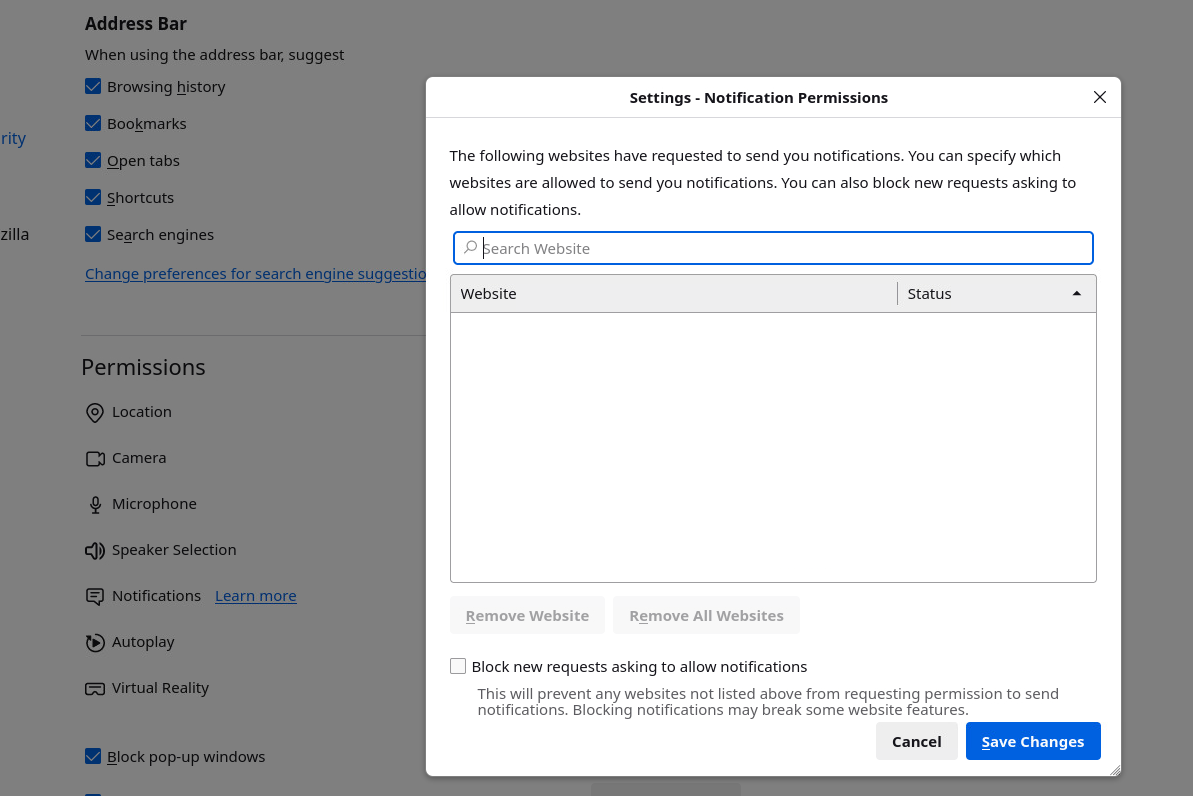 Address Bar
When using the address bar, suggest
Browsing history
Bookmarks
Open tabs
Shortcuts
Search engines
Change preferences for search engine suggestio
rity
zilla
Permissions
Location
Camera
Microphone
Speaker Selection
Notifications Learn more
Autoplay
Virtual Reality
Block pop-up windows
Settings - Notification Permissions
The following websites have requested to send you notifications. You can specify which
websites are allowed to send you notifications. You can also block new requests asking to
allow notifications.
Search Website
Website Status
Remove Website Remove All Websites
Block new requests asking to allow notifications
This will prevent any websites not listed above from requesting permission to send
notifications. Blocking notifications may break some website features.
Cancel Save Changes